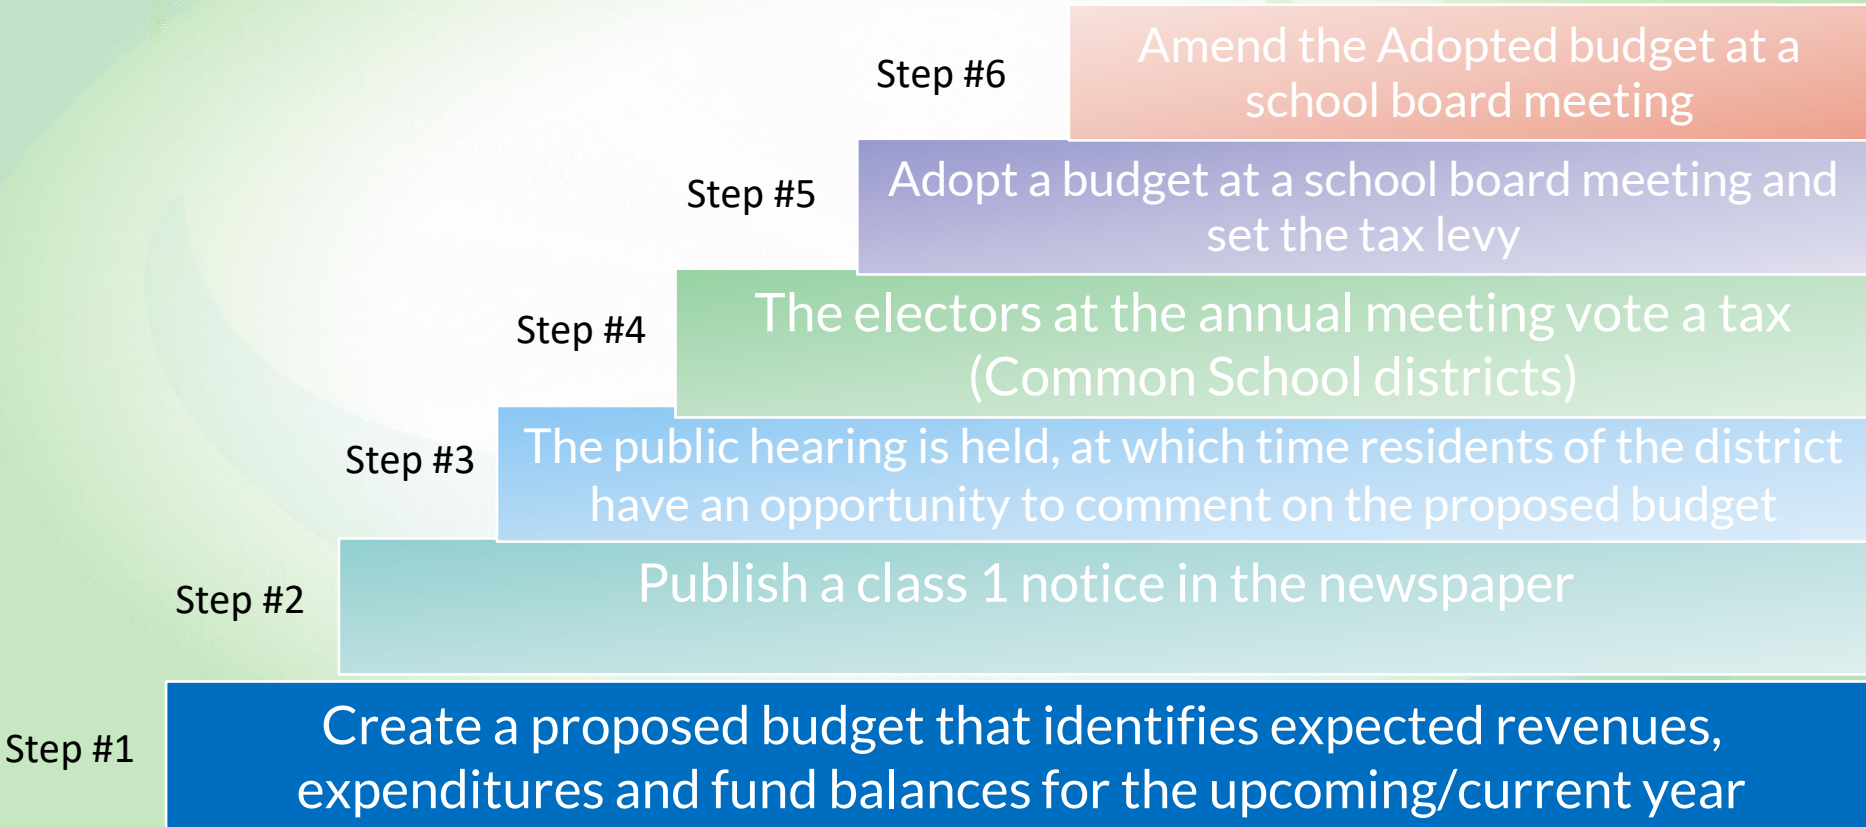 Step #6
Amend the Adopted budget at a
school board meeting
Step #5
Adopt a budget at a school board meeting and
set the tax levy
Step #4
The electors at the annual meeting vote a tax
(Common School districts)
Step #3
The public hearing is held, at which time residents of the district
have an opportunity to comment on the proposed budget
Step #2
Publish a class 1 notice in the newspaper
Step #1
Create a proposed budget that identifies expected revenues,
expenditures and fund balances for the upcoming/current year